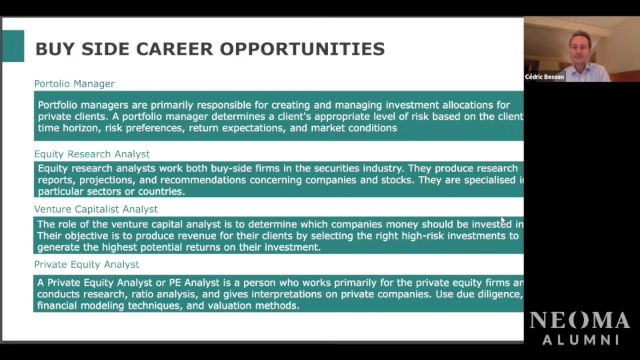 BUY SIDE CAREER OPPORTUNITIES
Cédric Besson
Portolio Manager
Portfolio managers are primarily responsible for creating and managing investment allocations for
private clients. A portfolio manager determines a client's appropriate level of risk based on the client
time horizon, risk preferences, return expectations, and market conditions
Equity Research Analyst
Equity research analysts work both buy-side firms in the securities industry. They produce research
reports, projections, and recommendations concerning companies and stocks. They are specialised in
particular sectors or countries.
Venture Capitalist Analyst
The role of the venture capital analyst is to determine which companies money should be invested in
Their objective is to produce revenue for their clients by selecting the right high-risk investments to
generate the highest potential returns on their investment.
Private Equity Analyst
A Private Equity Analyst or PE Analyst is a person who works primarily for the private equity firms an
conducts research, ratio analysis, and gives interpretations on private companies. Use due diligence,
financial modeling techniques, and valuation methods.
NEOMA
ALUMNI